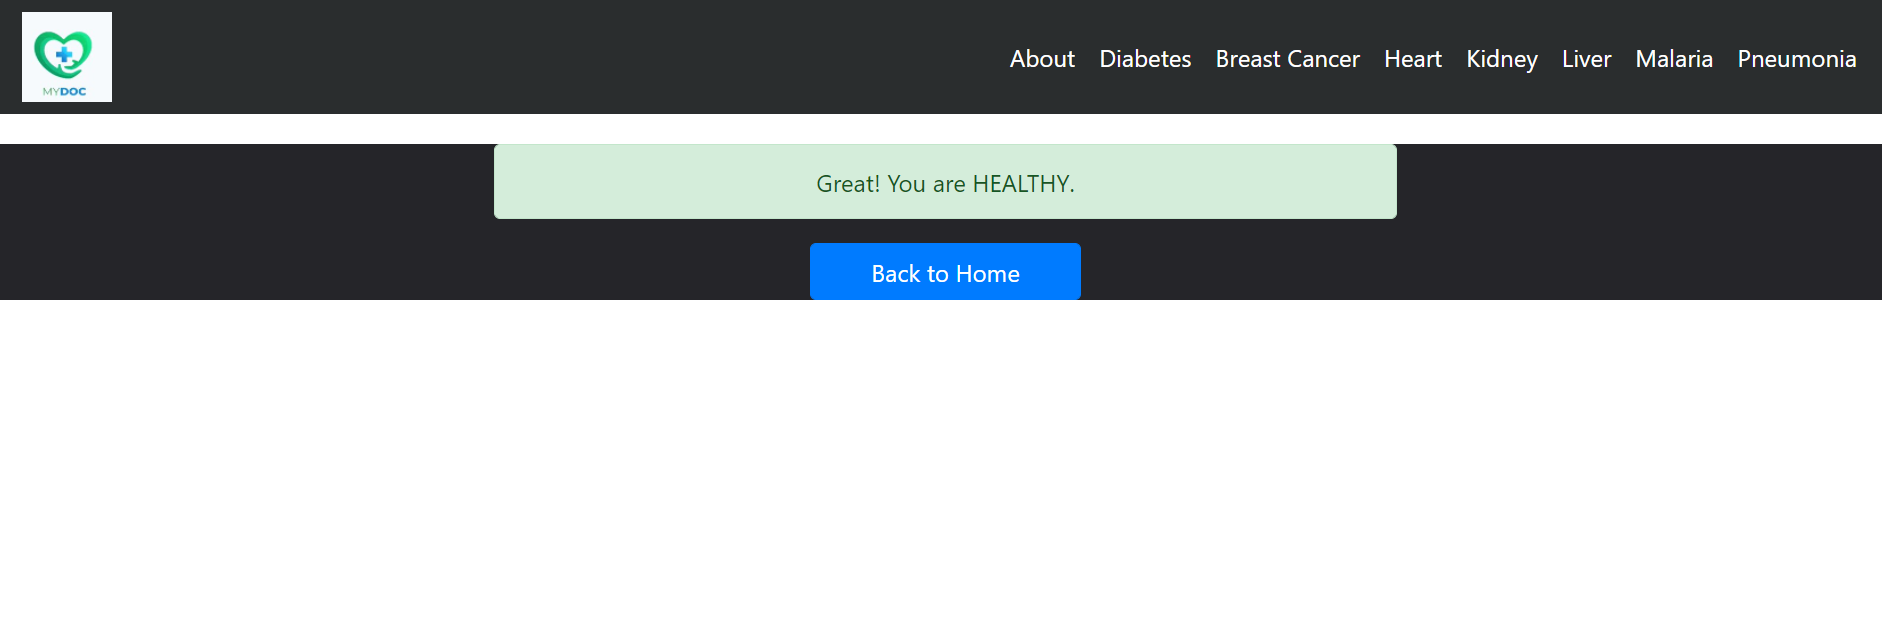 MYDOC
About Diabetes Breast Cancer Heart Kidney Liver Malaria Pneumonia
Great! You are HEALTHY.
Back to Home